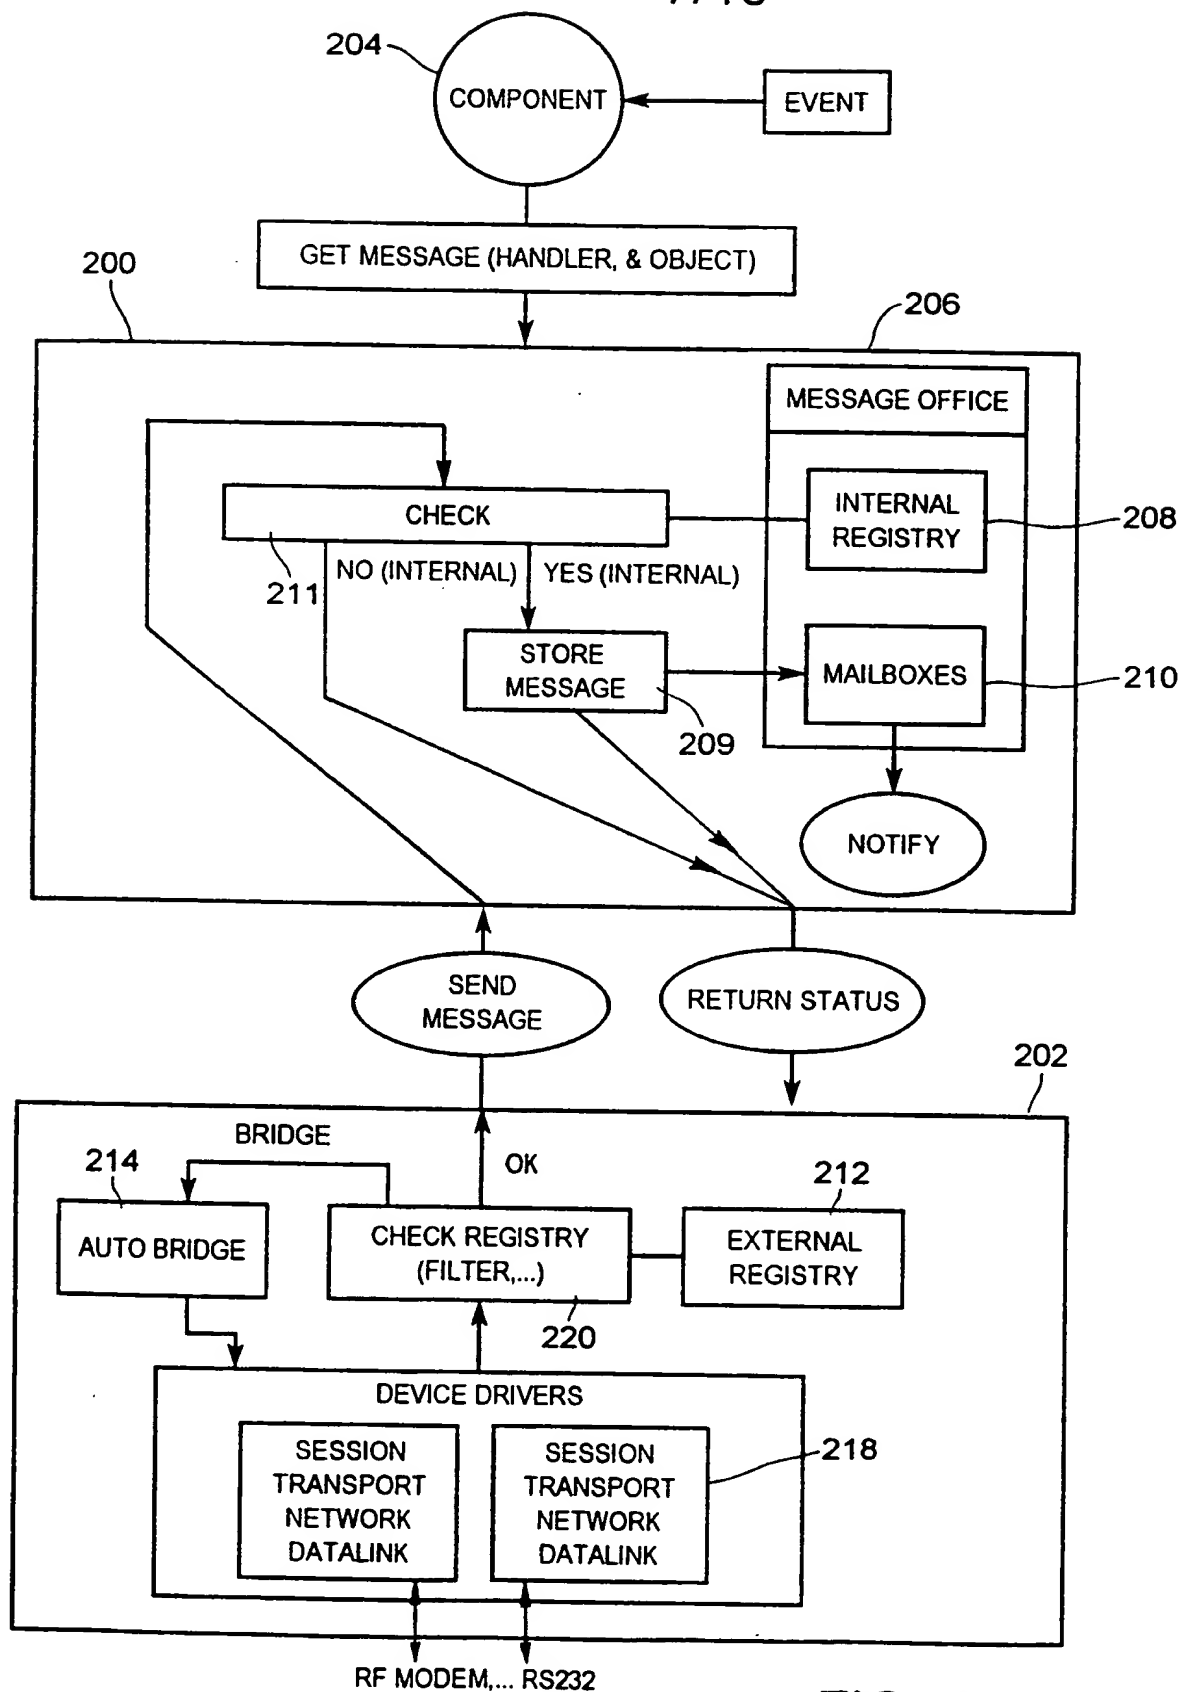 204
COMPONENT
EVENT
GET MESSAGE (HANDLER, & OBJECT)
200
206
MESSAGE OFFICE
CHECK
INTERNAL
REGISTRY
208
211
NO (INTERNAL)
YES (INTERNAL)
STORE
MESSAGE
209
MAILBOXES
210
NOTIFY
SEND
MESSAGE
RETURN STATUS
202
BRIDGE
OK
214
AUTO BRIDGE
CHECK REGISTRY
(FILTER,...)
220
212
EXTERNAL
REGISTRY
DEVICE DRIVERS
SESSION
TRANSPORT
NETWORK
DATALINK
SESSION
TRANSPORT
NETWORK
DATALINK
218
RF MODEM,... RS232